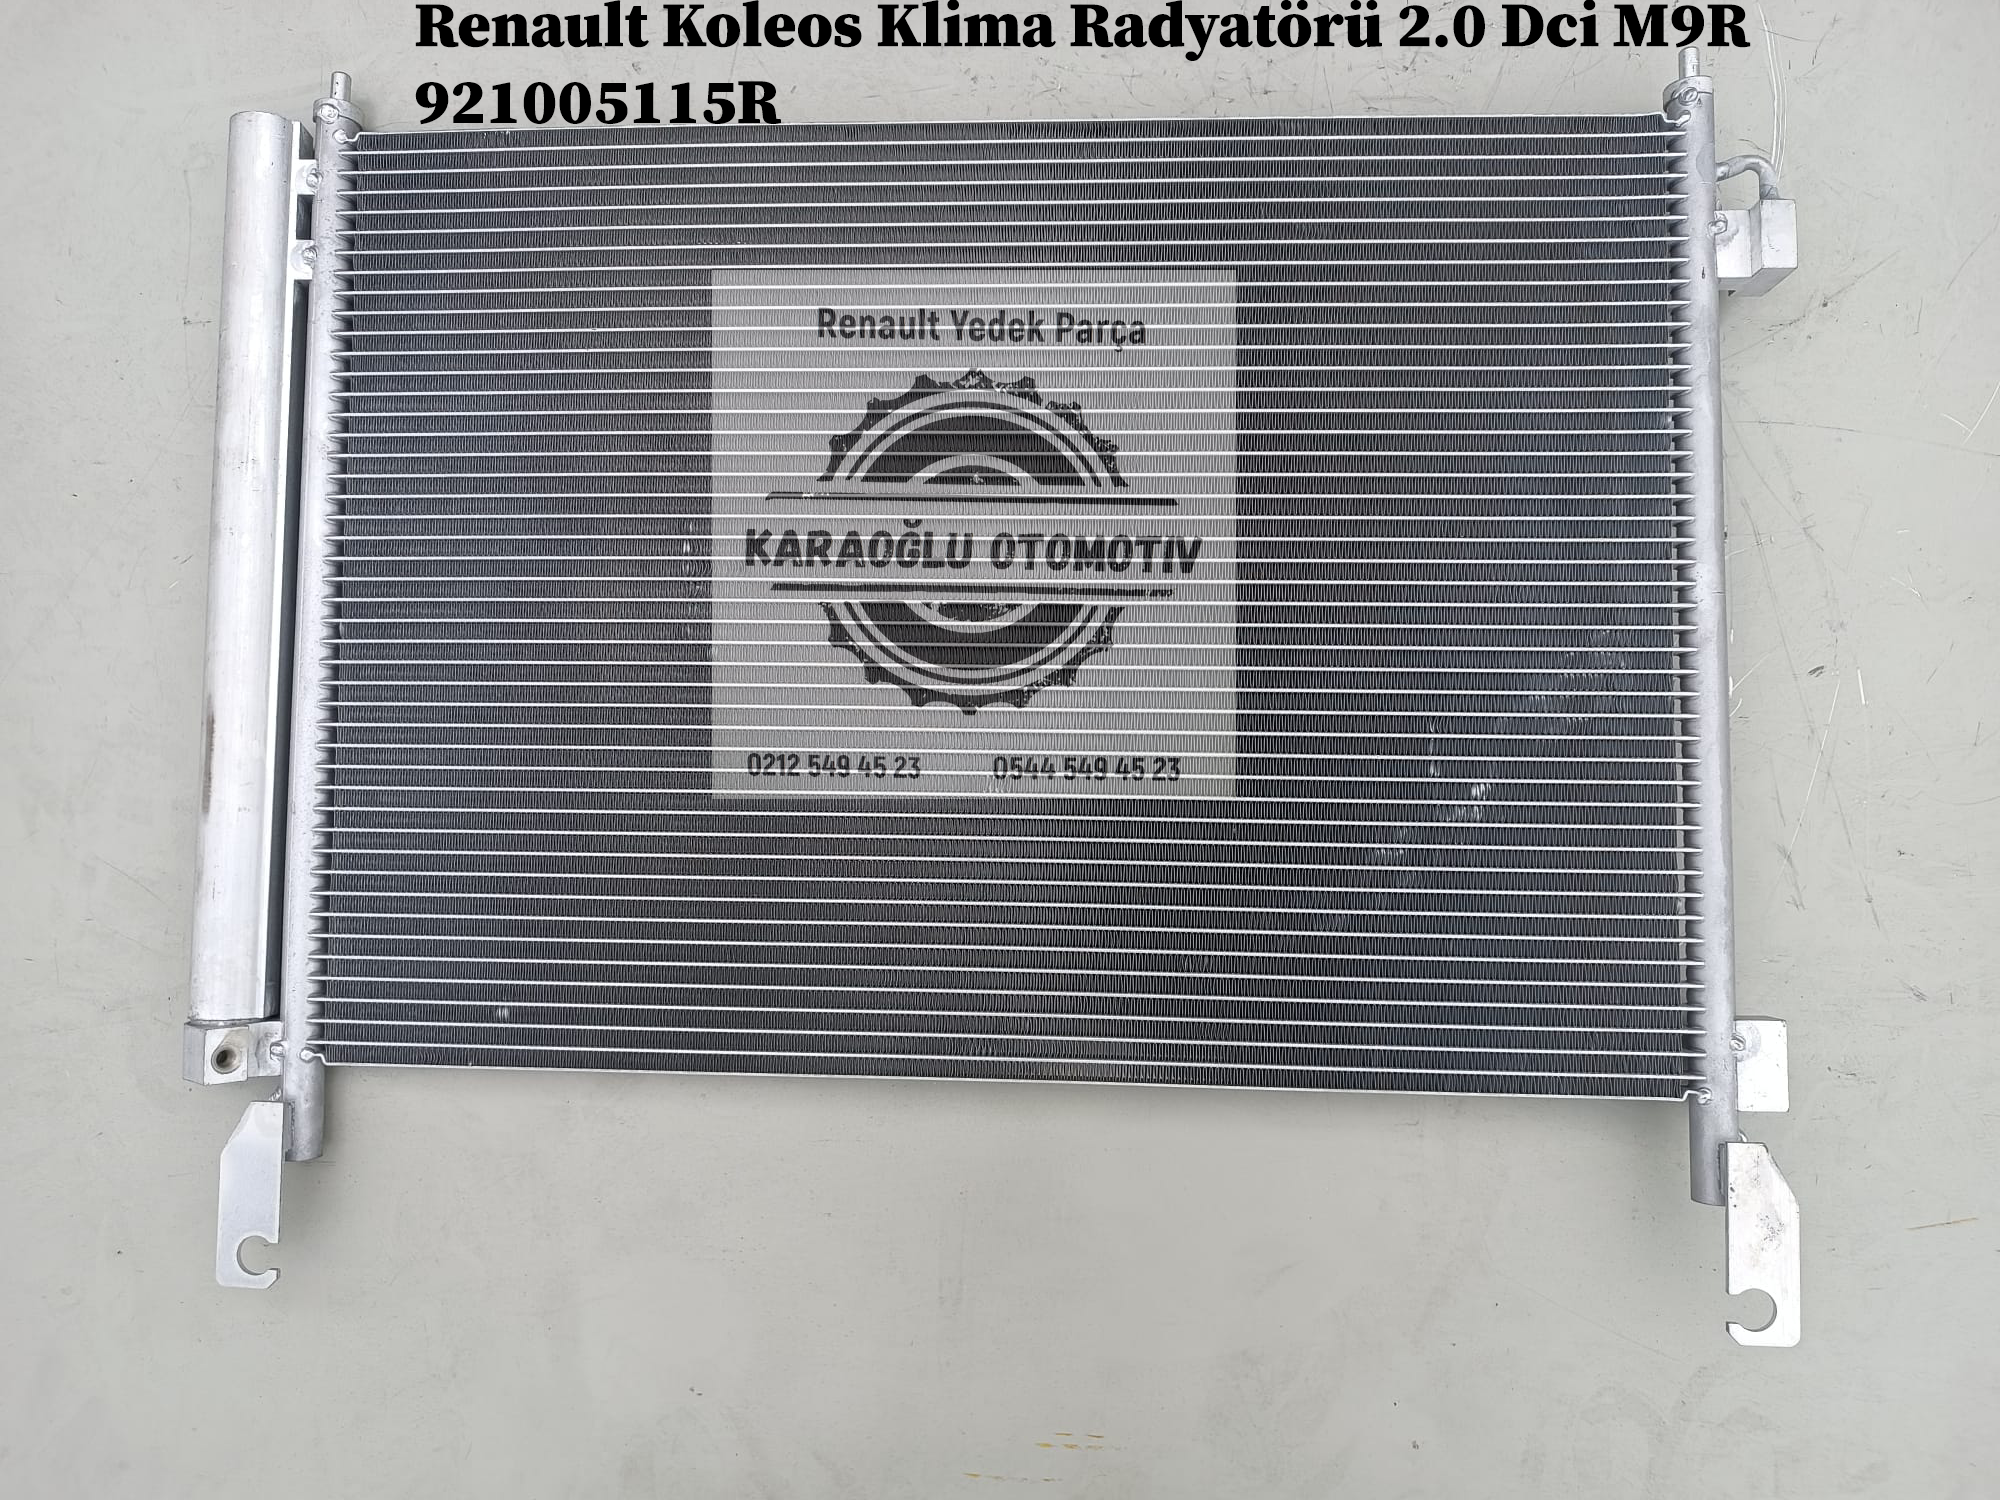 Renault Koleos Klima Radyatörü 2.0 Dci M9R
921005115R
Renault Yedek Parça
KARAOĞLU OTOMOTIV
0212 549 45 23 0544 549 45 23